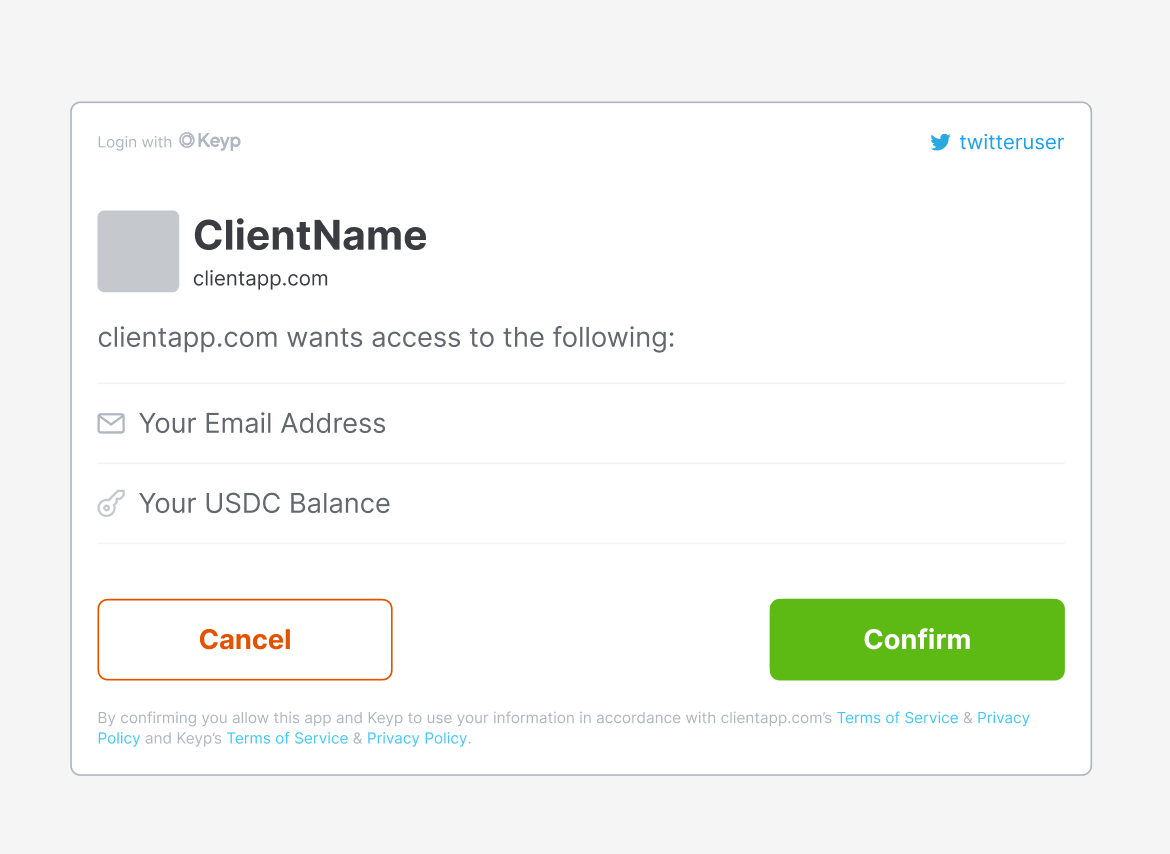 Login with Keyp
twitteruser
ClientName
clientapp.com
clientapp.com wants access to the following:
Your Email Address
Your USDC Balance
Cancel
Confirm
By confirming you allow this app and Keyp to use your information in accordance with clientapp.com’s Terms of Service & Privacy
Policy and Keyp’s Terms of Service & Privacy Policy.